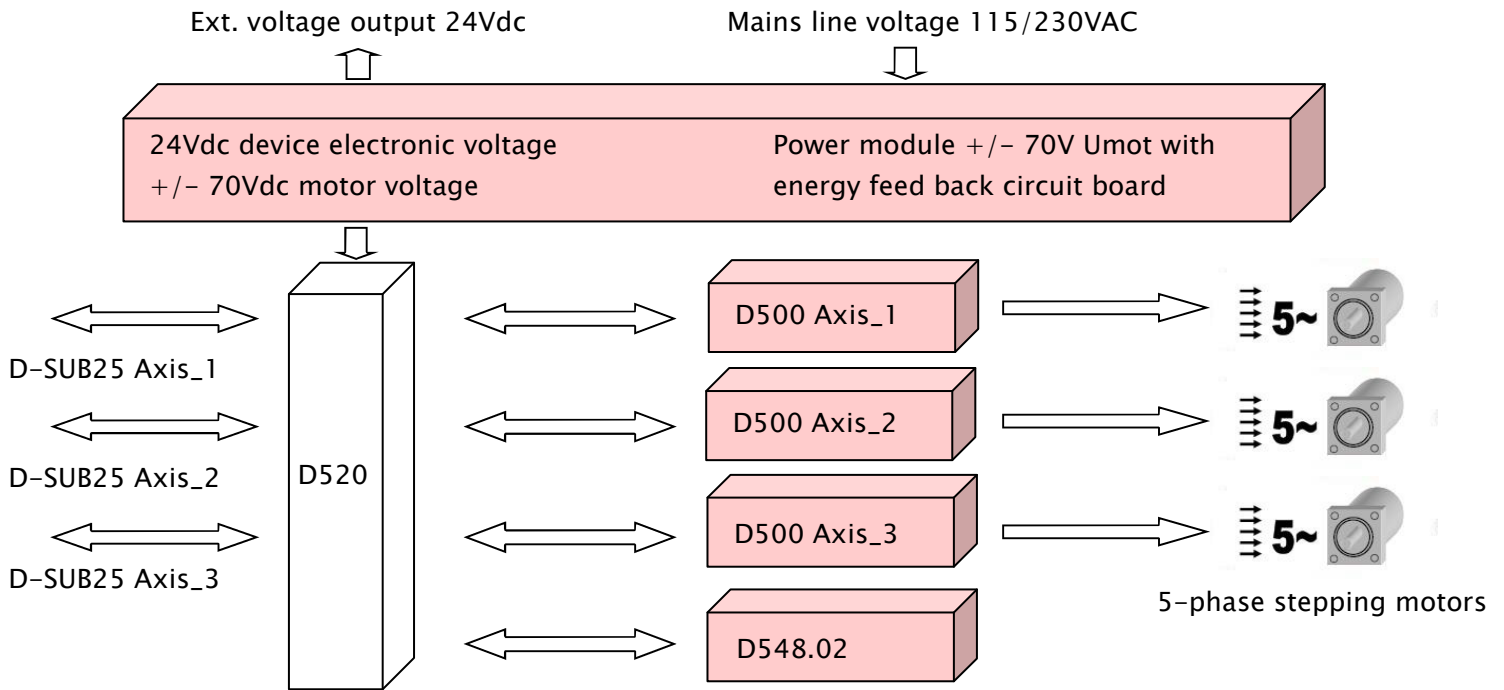 Ext. voltage output 24Vdc
Mains line voltage 115/230VAC
24Vdc device electronic voltage
+/- 70Vdc motor voltage
Power module +/- 70V Umot with
energy feed back circuit board
D-SUB25 Axis_1
D-SUB25 Axis_2
D-SUB25 Axis_3
D520
D500 Axis_1
D500 Axis_2
D500 Axis_3
D548.02
5~
5~
5~
5-phase stepping motors